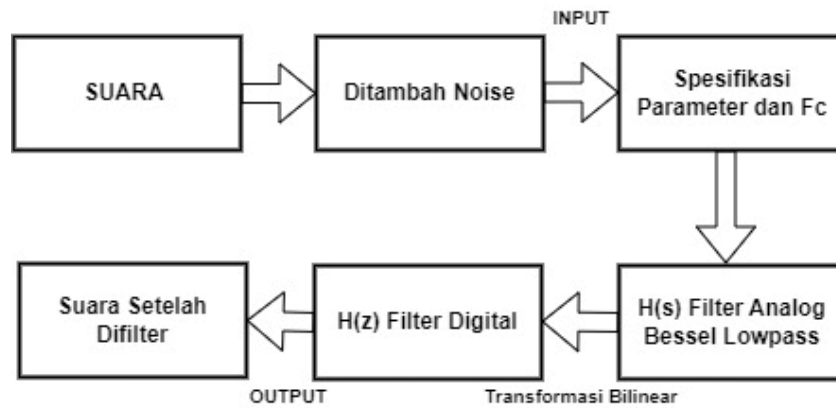 INPUT
SUARA
Ditambah Noise
Spesifikasi
Parameter dan Fc
Suara Setelah
Difilter
H(z) Filter Digital
H(s) Filter Analog
Bessel Lowpass
OUTPUT
Transformasi Bilinear